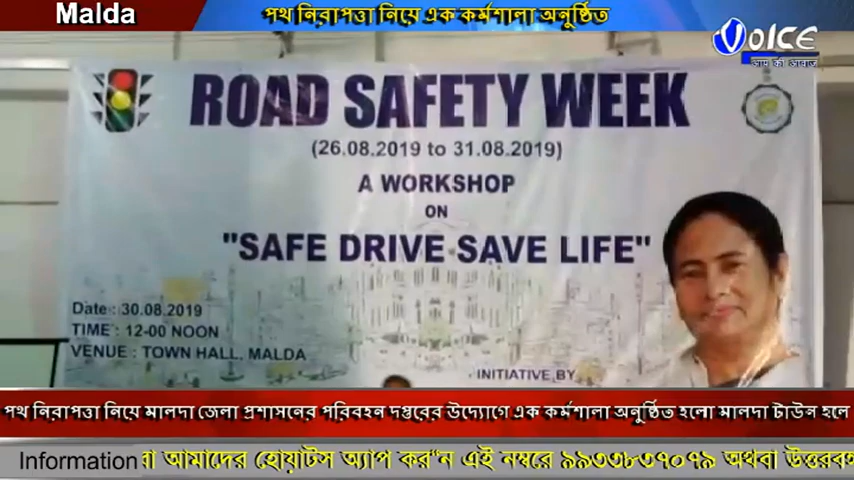 Malda
পথ নিরাপত্তা নিয়ে এক কর্মশালা অনুষ্ঠিত
VOICE
ROAD SAFETY WEEK
(26.08.2019 to 31.08.2019)
A WORKSHOP
ON
"SAFE DRIVE SAVE LIFE"
Date : 30.08.2019
TIME : 12-00 NOON
VENUE : TOWN HALL, MALDA
- INITIATIVE BY
পথ নিরাপত্তা নিয়ে মালদা জেলা প্রশাসনের পরিবহন দপ্তরের উদ্যোগে এক কর্মশালা অনুষ্ঠিত হলো মালদা টাউন হলে
Information বা আমাদের হোয়াটস অ্যাপ কর“ন এই নম্বরে ৯৯৩৩৮৩৭০৭৯ অথবা উত্তরবঙ্গ